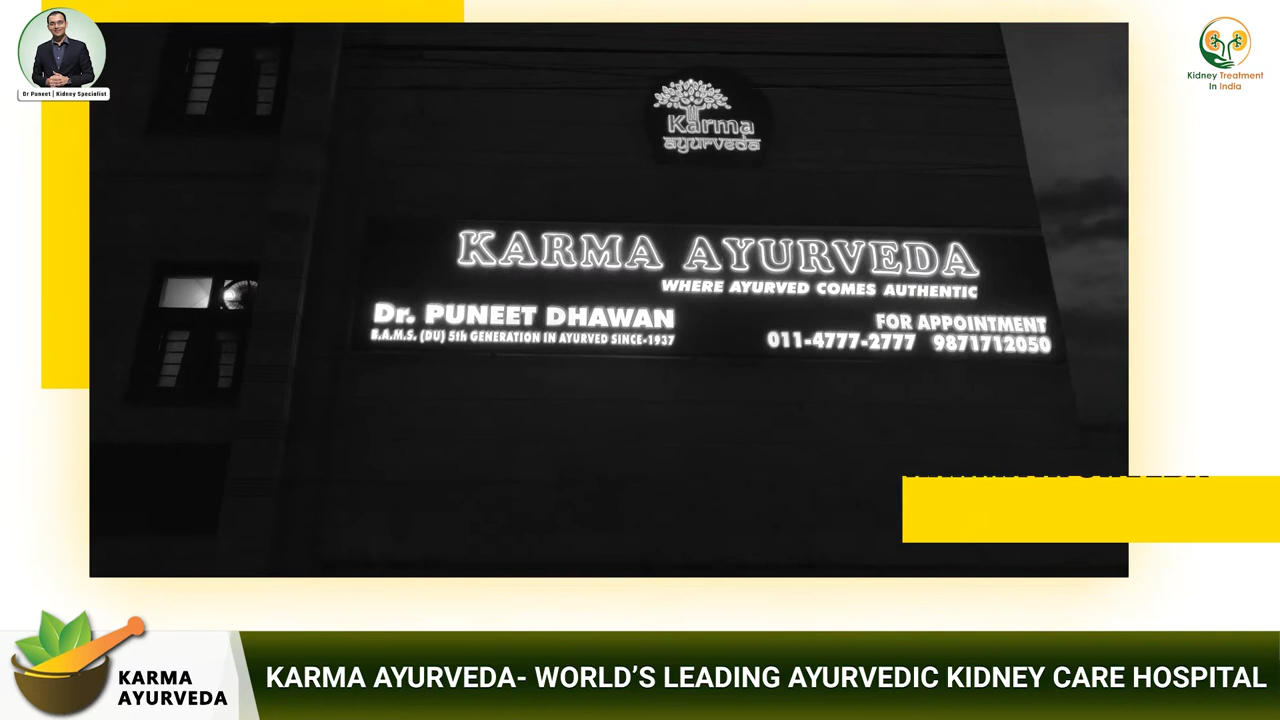 Dr Puneet | Kidney Specialist
Kidney Treatment
In India
Karma
ayurveda
KARMA AYURVEDA
WHERE AYURVED COMES AUTHENTIC
Dr. PUNEET DHAWAN
B.A.M.S. (DU) 5th GENERATION IN AYURVED SINCE-1937
FOR APPOINTMENT
011-4777-2777 9871712050
KARMA
AYURVEDA
KARMA AYURVEDA- WORLD'S LEADING AYURVEDIC KIDNEY CARE HOSPITAL